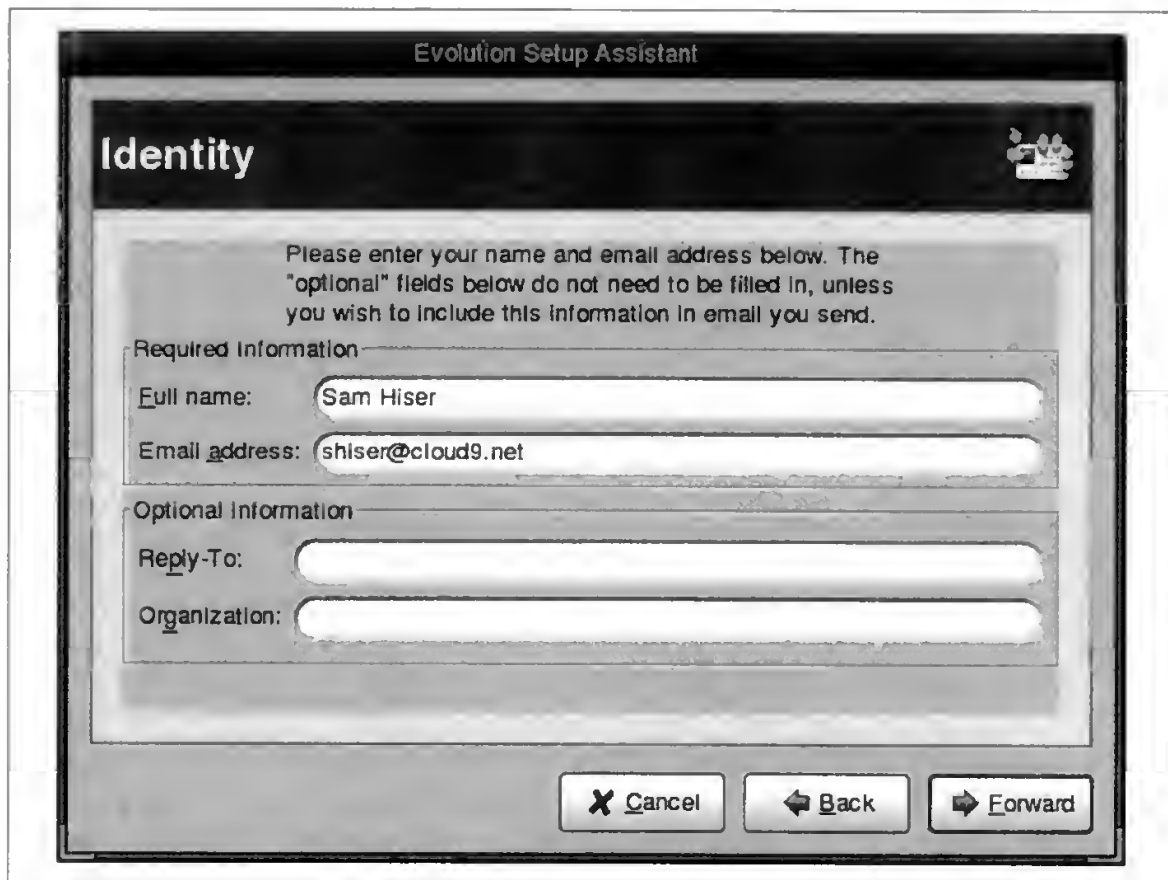 Evolution Setup Assistant
Identity
Please enter your name and email address below. The
"optional" fields below do not need to be filled in, unless
you wish to include this information in email you send.
Required Information
Full name: Sam Hiser
Email address: shiser@cloud9.net
Optional Information
Reply-To:
Organization:
Cancel Back Forward